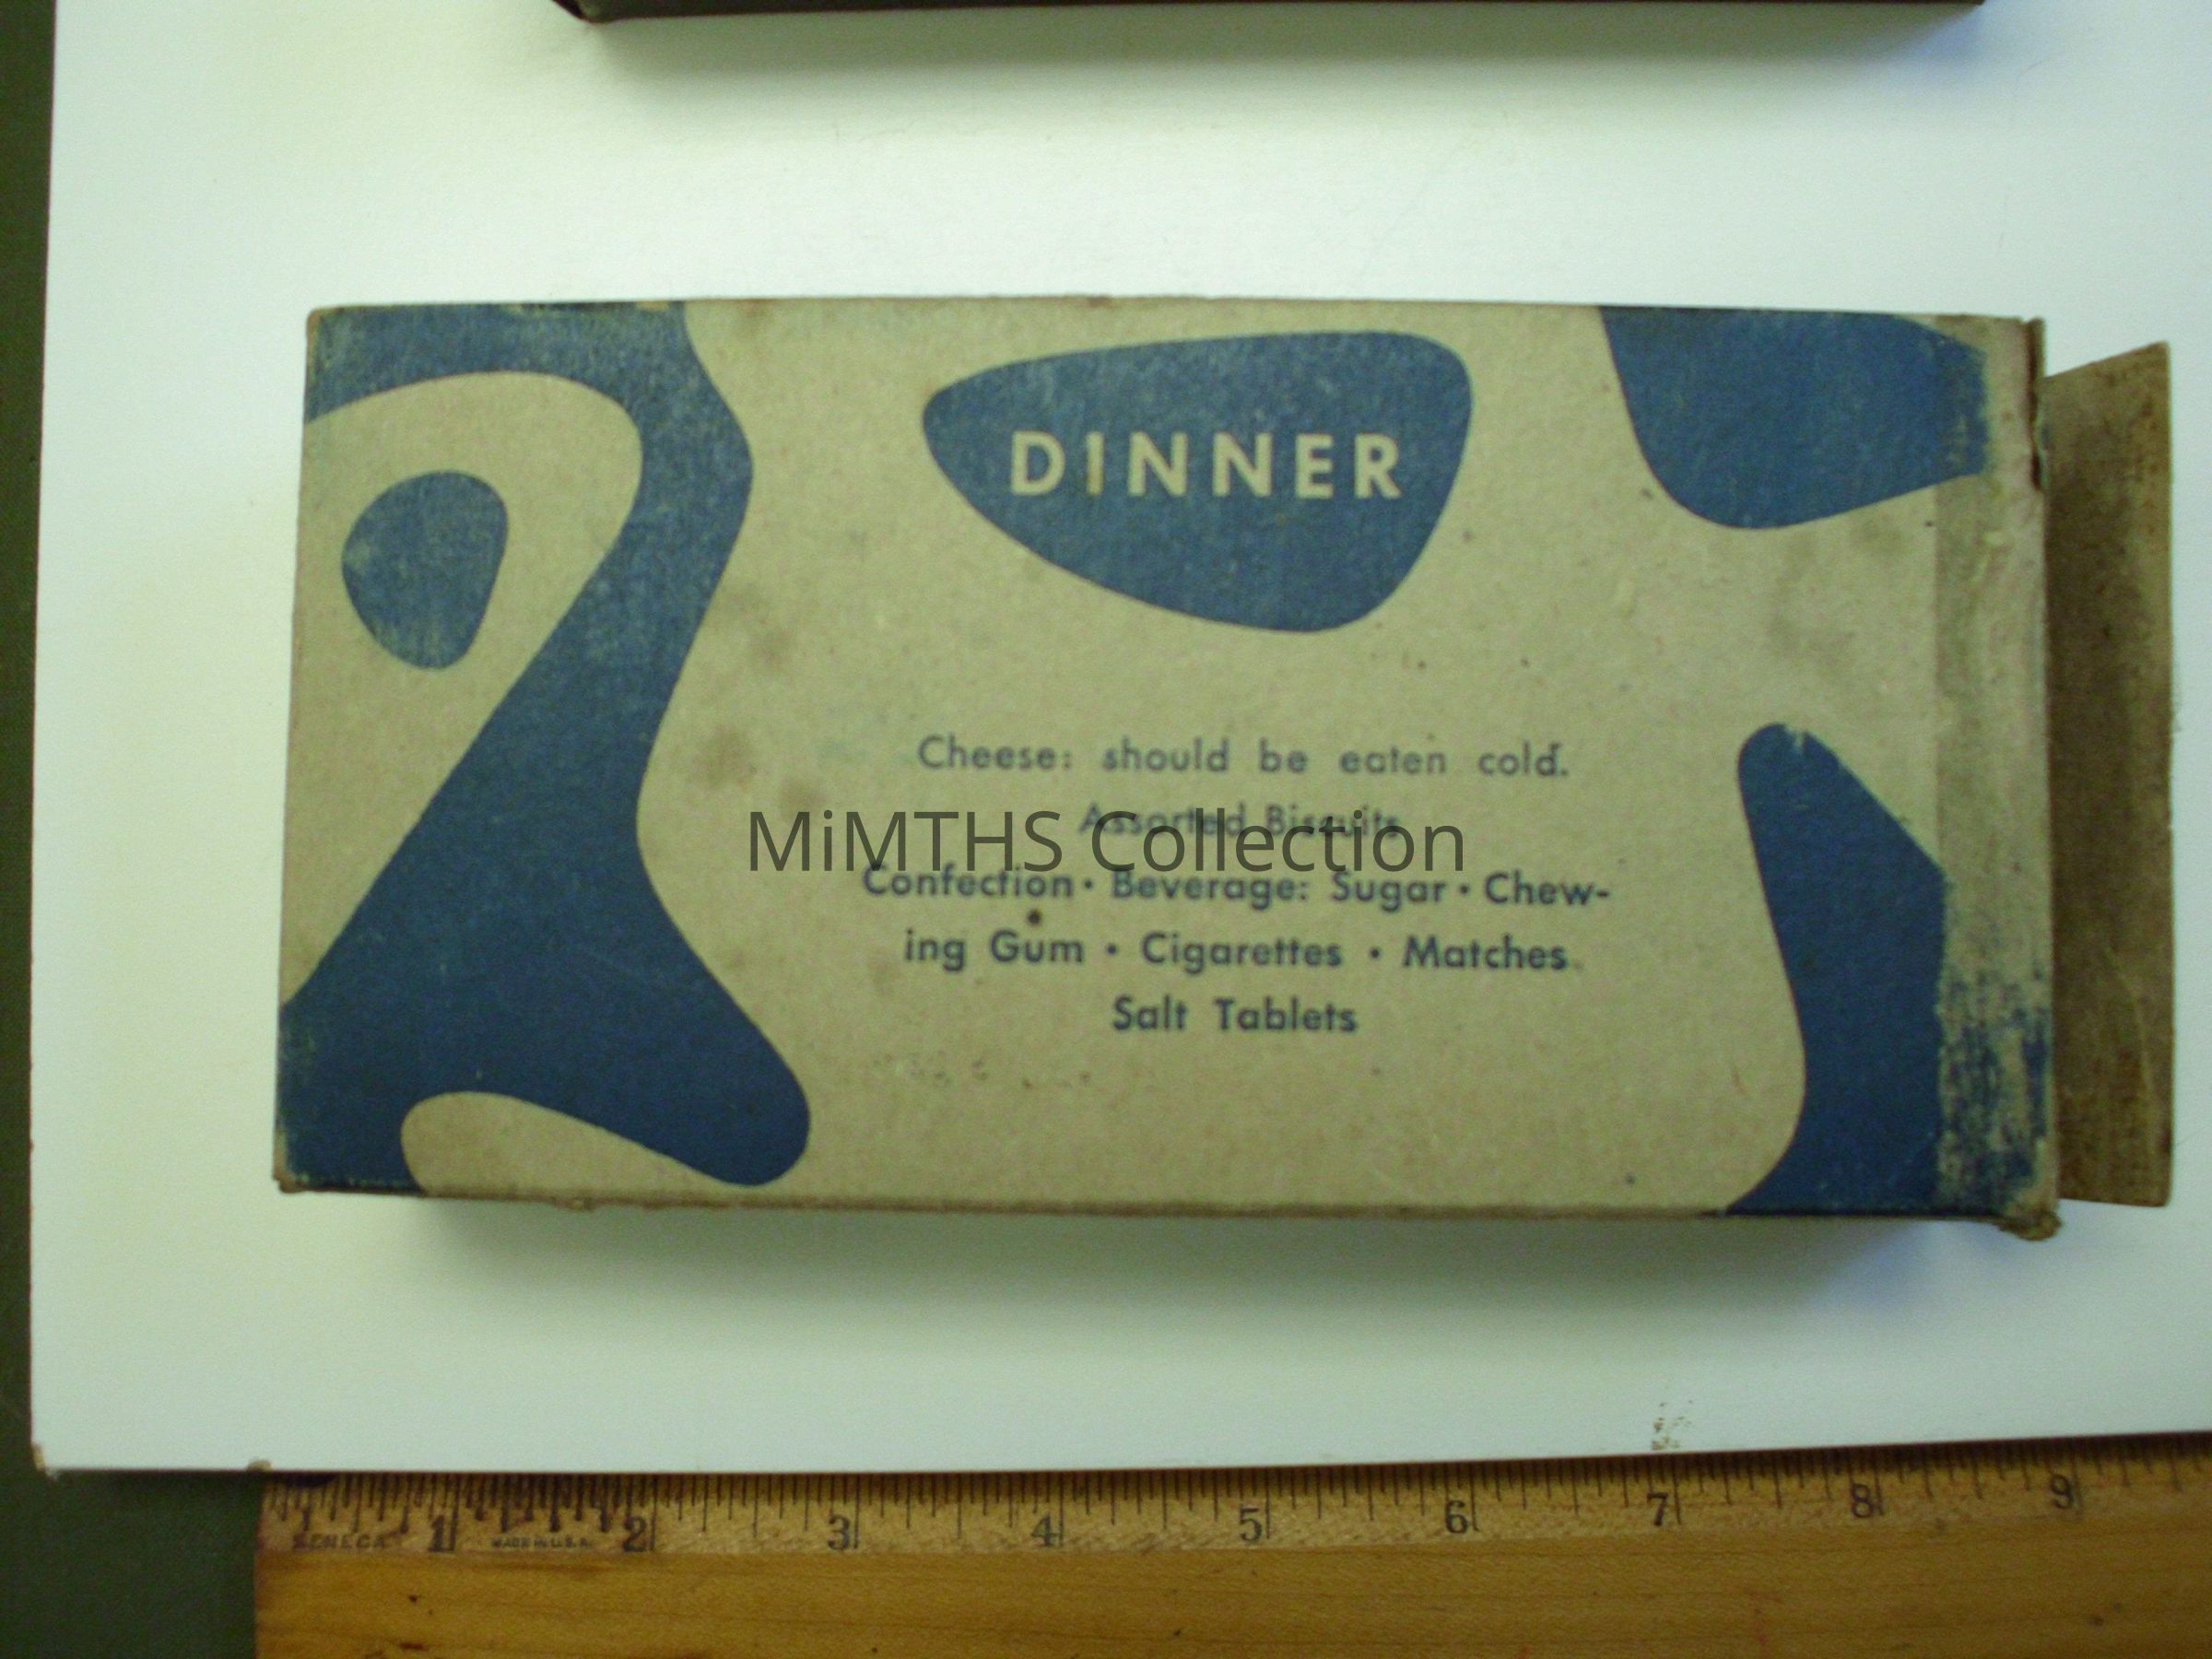 DINNER
Cheese: should be eaten cold.
Assorted Biscuits
MiMTHS Collection
Confection • Beverage: Sugar • Chew-
ing Gum • Cigarettes • Matches
Salt Tablets
1 2 3 4 5 6 7 8 9
SENECA MADE IN U.S.A.